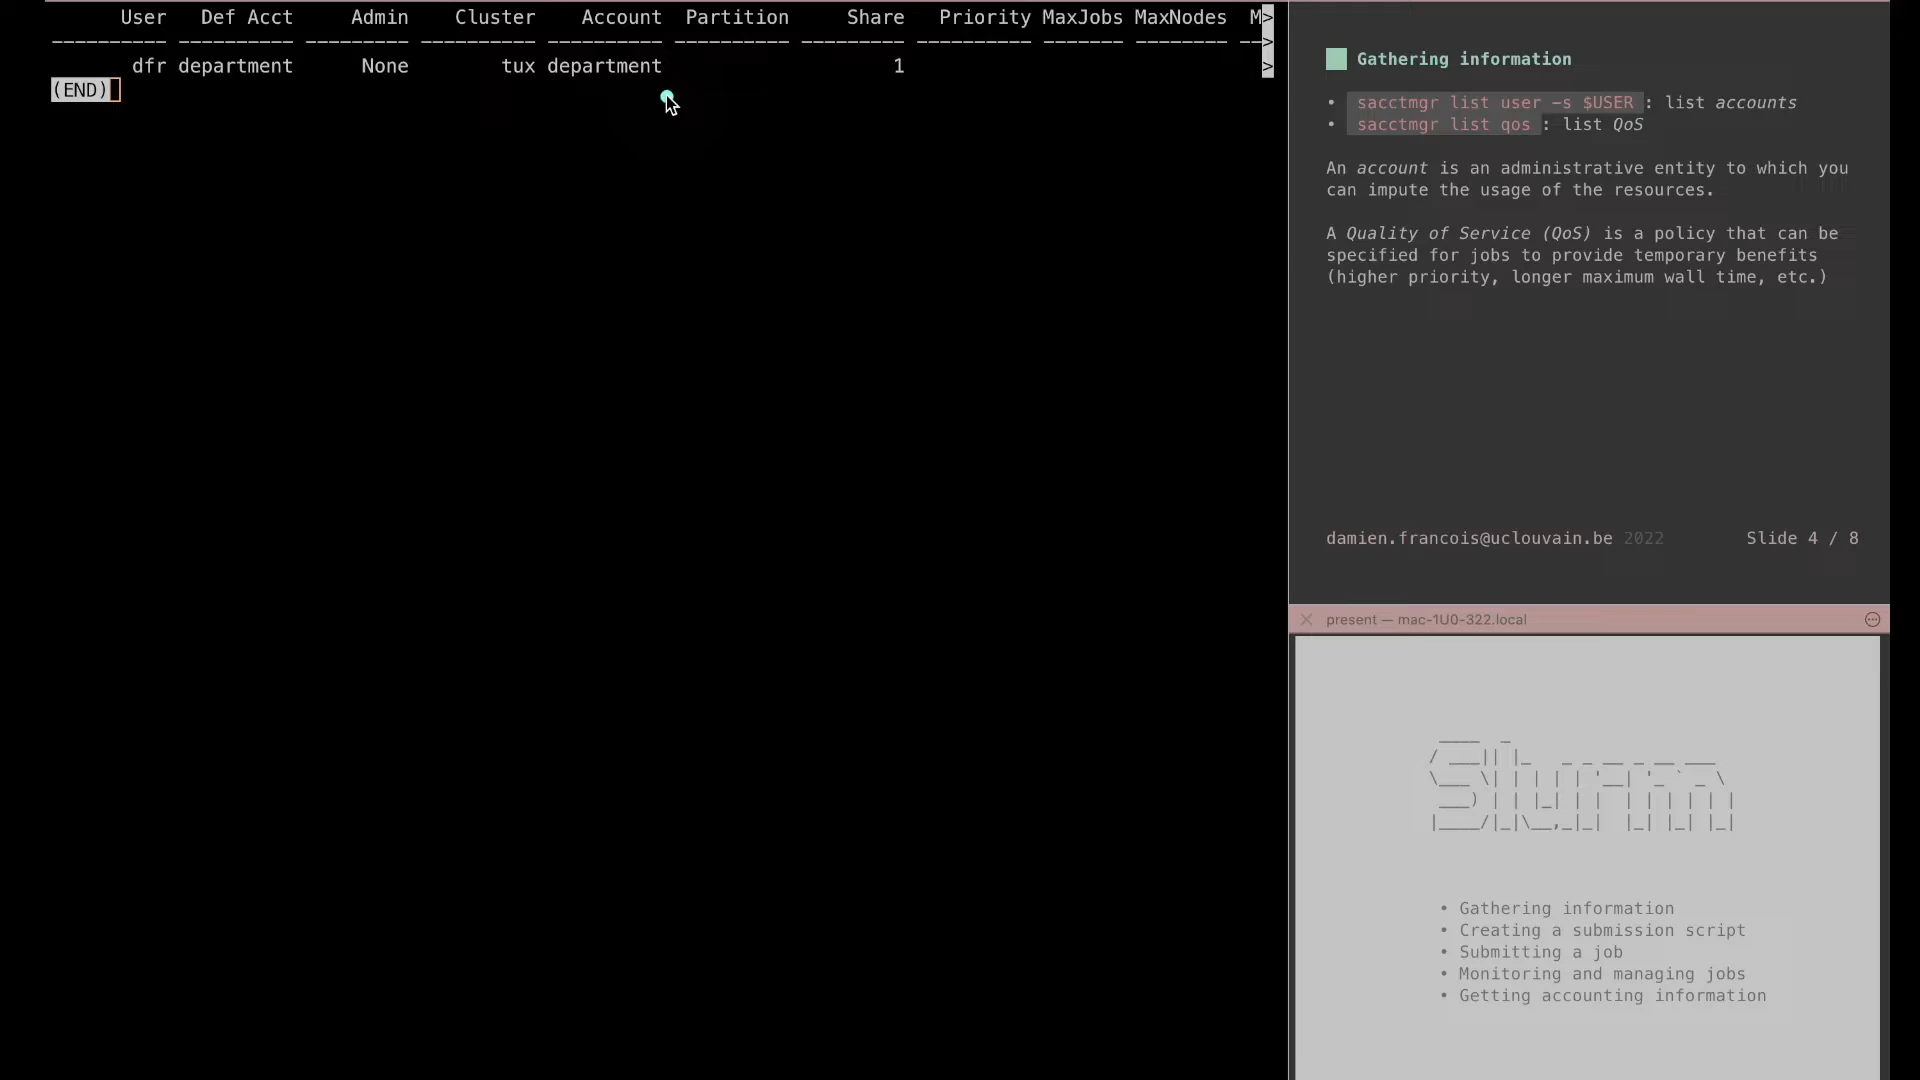 User Def Acct Admin Cluster Account Partition Share Priority MaxJobs MaxNodes M>
---------- ---------- --------- ---------- ---------- ---------- --------- ---------- ------- -------- -->
dfr department None tux department 1 >
(END)
Gathering information
• sacctmgr list user -s $USER : list accounts
• sacctmgr list qos : list QoS
An account is an administrative entity to which you
can impute the usage of the resources.
A Quality of Service (QoS) is a policy that can be
specified for jobs to provide temporary benefits
(higher priority, longer maximum wall time, etc.)
damien.francois@uclouvain.be 2022 Slide 4 / 8
present — mac-1U0-322.local
Slurm
• Gathering information
• Creating a submission script
• Submitting a job
• Monitoring and managing jobs
• Getting accounting information